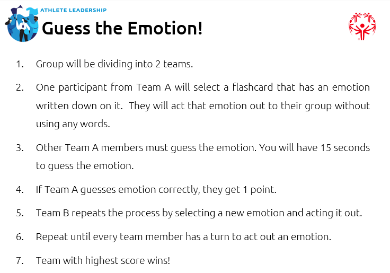 ATHLETE LEADERSHIP
Guess the Emotion!
1. Group will be dividing into 2 teams.
2. One participant from Team A will select a flashcard that has an emotion
written down on it. They will act that emotion out to their group without
using any words.
3. Other Team A members must guess the emotion. You will have 15 seconds
to guess the emotion.
4. If Team A guesses emotion correctly, they get 1 point.
5. Team B repeats the process by selecting a new emotion and acting it out.
6. Repeat until every team member has a turn to act out an emotion.
7. Team with highest score wins!